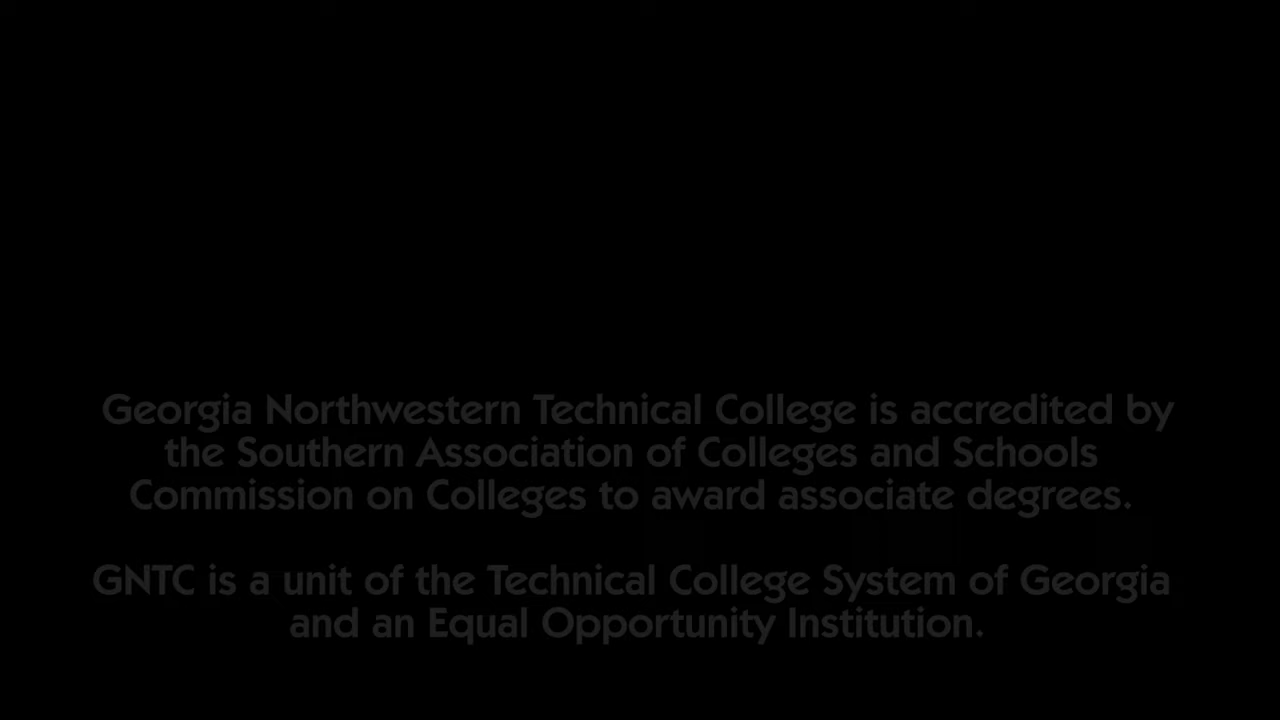 Georgia Northwestern Technical College is accredited by
the Southern Association of Colleges and Schools
Commission on Colleges to award associate degrees.
GNTC is a unit of the Technical College System of Georgia
and an Equal Opportunity Institution.